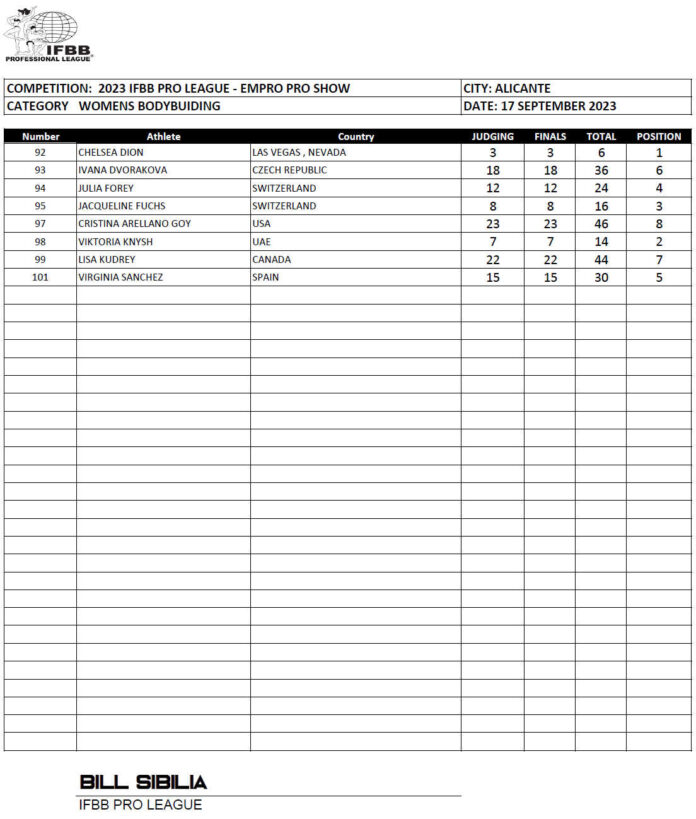 IFBB
PROFESSIONAL LEAGUE
COMPETITION: 2023 IFBB PRO LEAGUE - EMPRO PRO SHOW CITY: ALICANTE
CATEGORY WOMENS BODYBUIDING DATE: 17 SEPTEMBER 2023
Number Athlete Country JUDGING FINALS TOTAL POSITION
92 CHELSEA DION LAS VEGAS , NEVADA 3 3 6 1
93 IVANA DVORAKOVA CZECH REPUBLIC 18 18 36 6
94 JULIA FOREY SWITZERLAND 12 12 24 4
95 JACQUELINE FUCHS SWITZERLAND 8 8 16 3
97 CRISTINA ARELLANO GOY USA 23 23 46 8
98 VIKTORIA KNYSH UAE 7 7 14 2
99 LISA KUDREY CANADA 22 22 44 7
101 VIRGINIA SANCHEZ SPAIN 15 15 30 5
BILL SIBILIA
IFBB PRO LEAGUE